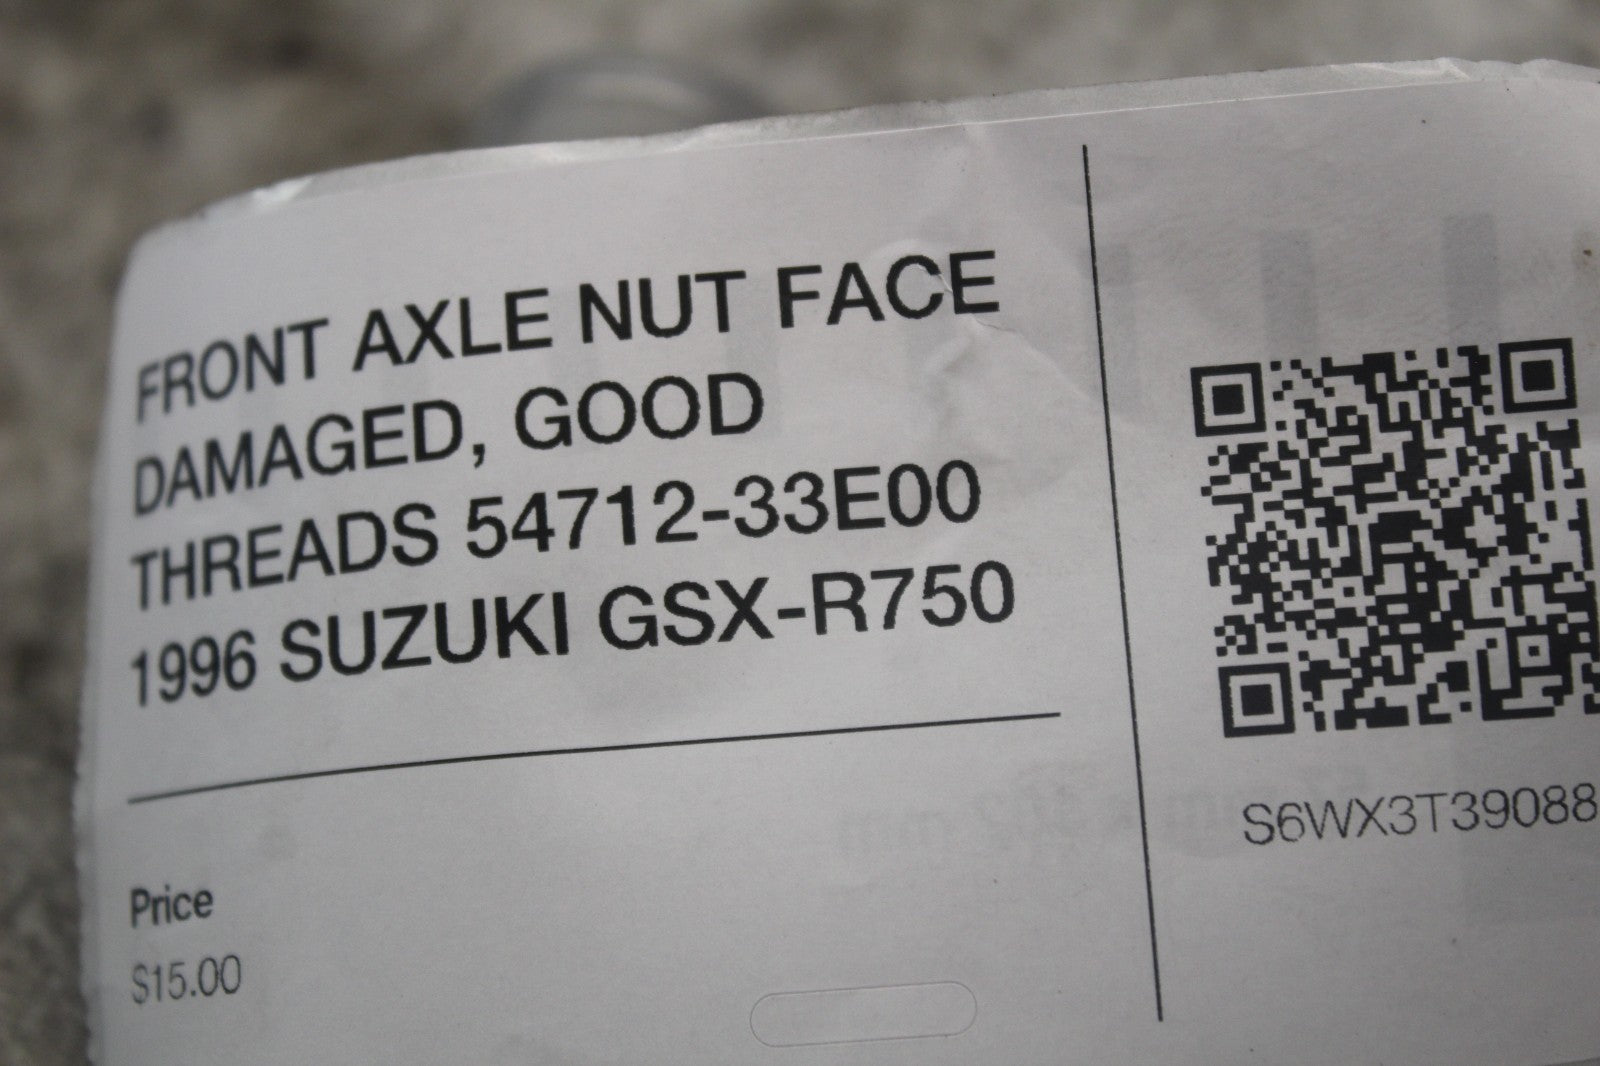 FRONT AXLE NUT FACE
DAMAGED, GOOD
THREADS 54712-33E00
1996 SUZUKI GSX-R750
Price
$15.00
S6WX3T39088